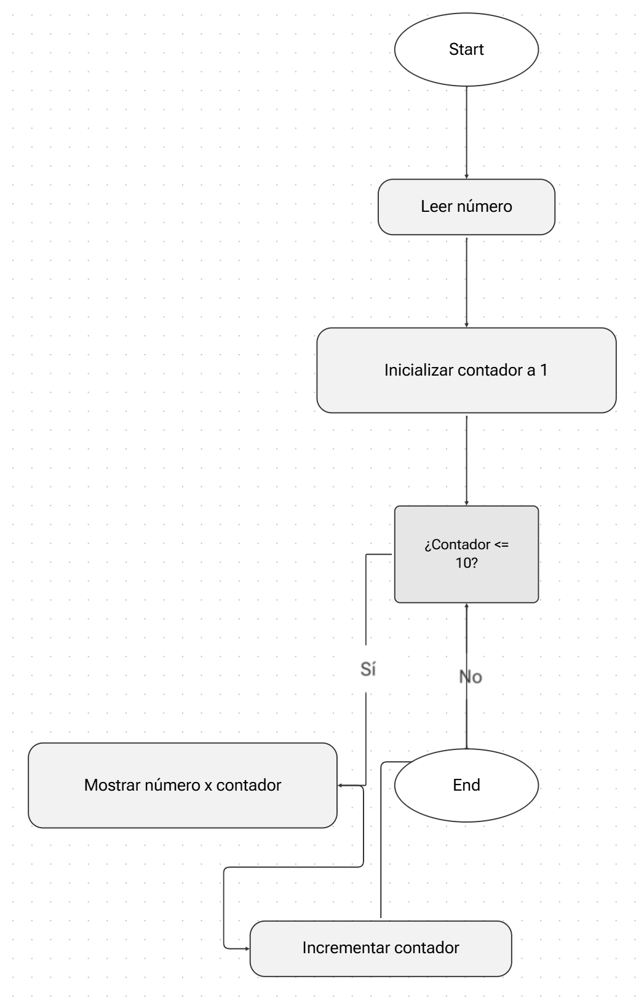 Start
Leer número
Inicializar contador a 1
¿Contador <=
10?
Sí
No
Mostrar número x contador
End
Incrementar contador